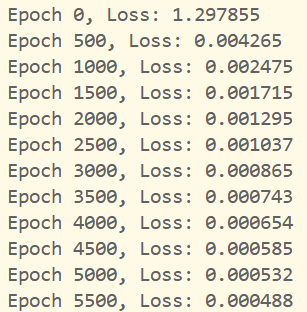 Epoch 0, Loss: 1.297855
Epoch 500, Loss: 0.004265
Epoch 1000, Loss: 0.002475
Epoch 1500, Loss: 0.001715
Epoch 2000, Loss: 0.001295
Epoch 2500, Loss: 0.001037
Epoch 3000, Loss: 0.000865
Epoch 3500, Loss: 0.000743
Epoch 4000, Loss: 0.000654
Epoch 4500, Loss: 0.000585
Epoch 5000, Loss: 0.000532
Epoch 5500, Loss: 0.000488